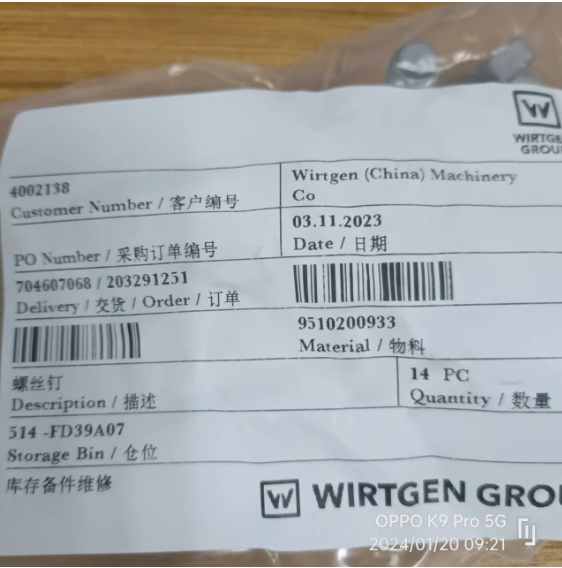 WIRTGE
GROU
4002138
Customer Number / 客户编号
Wirtgen (China) Machinery
Co
03.11.2023
Date / 日期
PO Number / 采购订单编号
704607068 / 203291251
Delivery / 交货 / Order / 订单
9510200933
Material / 物料
螺丝钉
Description / 描述
14 PC
Quantity / 数量
514 -FD39A07
Storage Bin / 仓位
库存备件维修
WIRTGEN GROU
OPPO K9 Pro 5G
2024/01/20 09:21